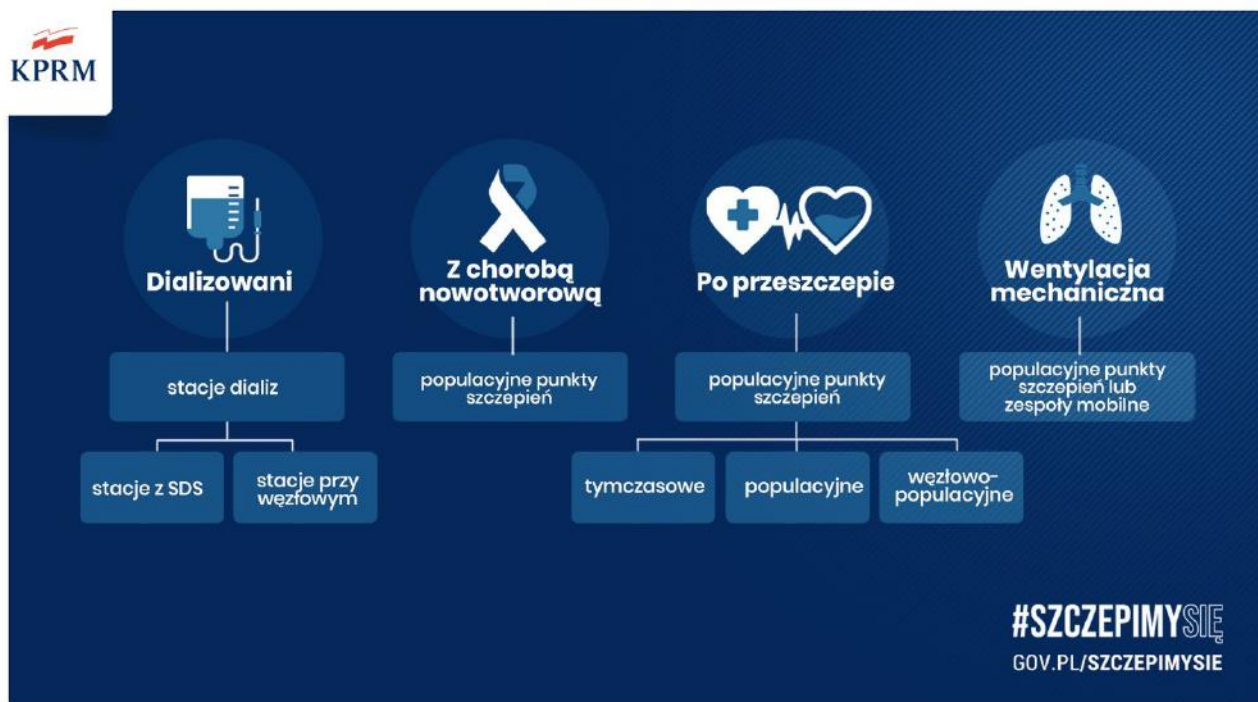 KPRM
Dializowani
Z chorobą
nowotworową
Po przeszczepie
Wentylacja
mechaniczna
stacje dializ
populacyjne punkty
szczepień
populacyjne punkty
szczepień
populacyjne punkty
szczepień lub
zespoły mobilne
stacje z SDS
stacje przy
węzłowym
tymczasowe
populacyjne
węzłowo-
populacyjne
#SZCZEPIMYSIĘ
GOV.PL/SZCZEPIMYSIE